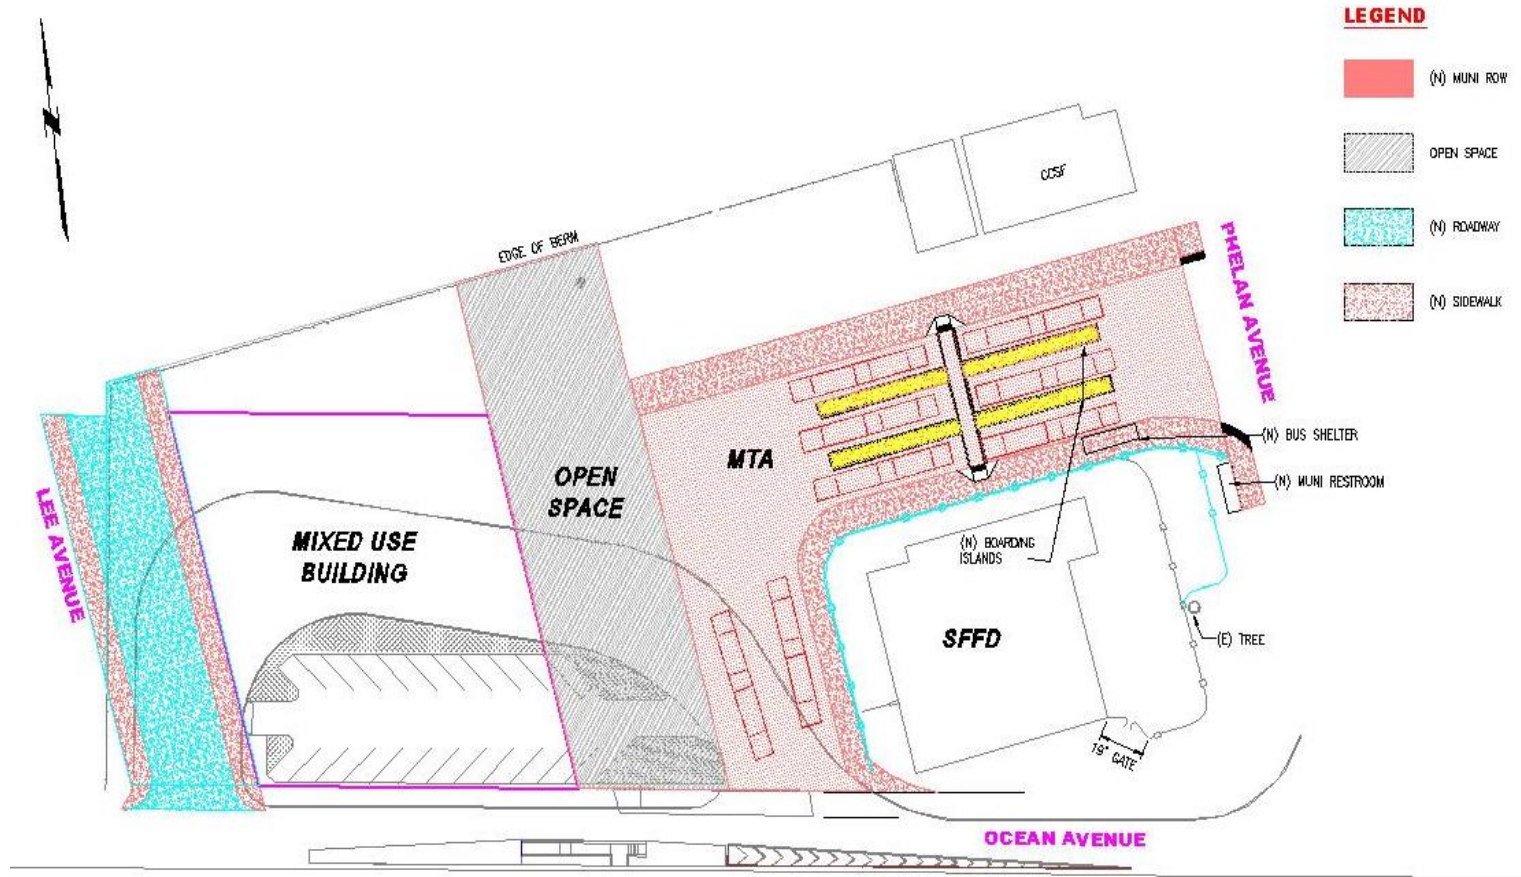 LEGEND
(N) MUNI ROW
OPEN SPACE
(N) ROADWAY
(N) SIDEWALK
CCSF
EDGE OF BERM
PHELAN AVENUE
(N) BUS SHELTER
MTA
OPEN
SPACE
(N) MUNI RESTROOM
LEE AVENUE
MIXED USE
BUILDING
(N) BOARDING
ISLANDS
SFFD
(E) TREE
19' GATE
OCEAN AVENUE